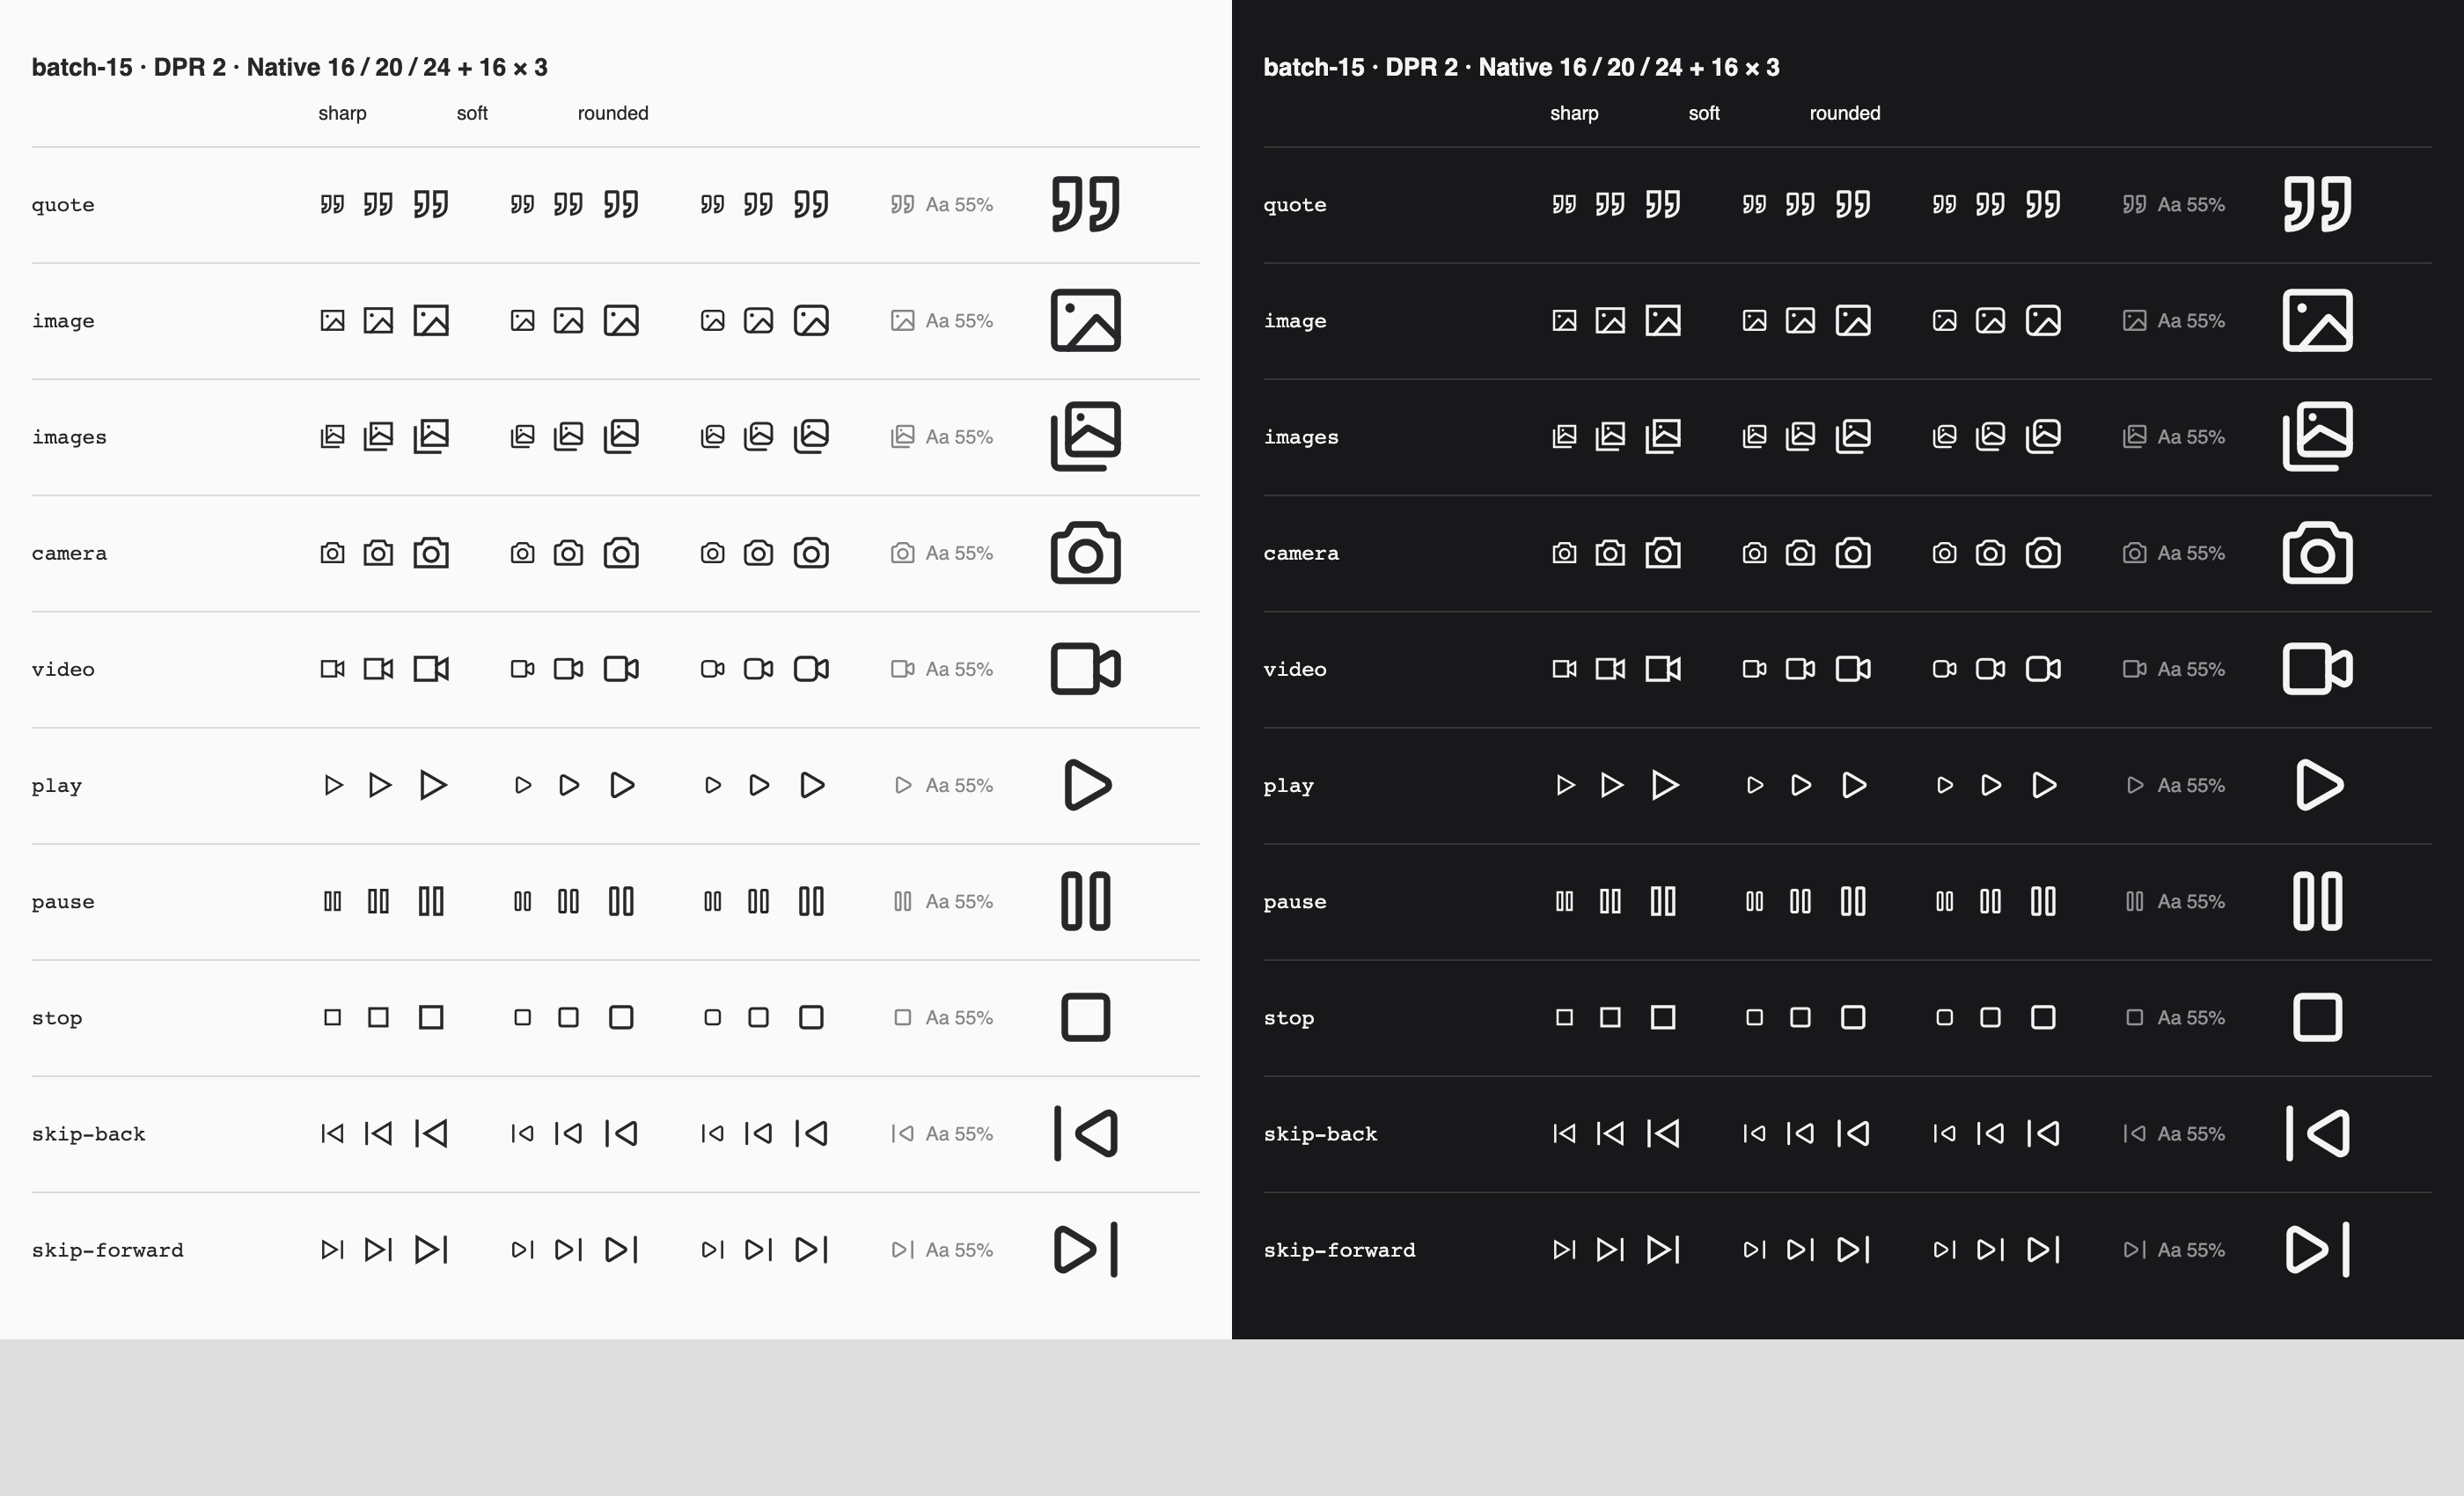 batch-15 · DPR 2 · Native 16 / 20 / 24 + 16 × 3
sharp soft rounded
quote Aa 55%
image Aa 55%
images Aa 55%
camera Aa 55%
video Aa 55%
play Aa 55%
pause Aa 55%
stop Aa 55%
skip-back Aa 55%
skip-forward Aa 55%
batch-15 · DPR 2 · Native 16 / 20 / 24 + 16 × 3
sharp soft rounded
quote Aa 55%
image Aa 55%
images Aa 55%
camera Aa 55%
video Aa 55%
play Aa 55%
pause Aa 55%
stop Aa 55%
skip-back Aa 55%
skip-forward Aa 55%